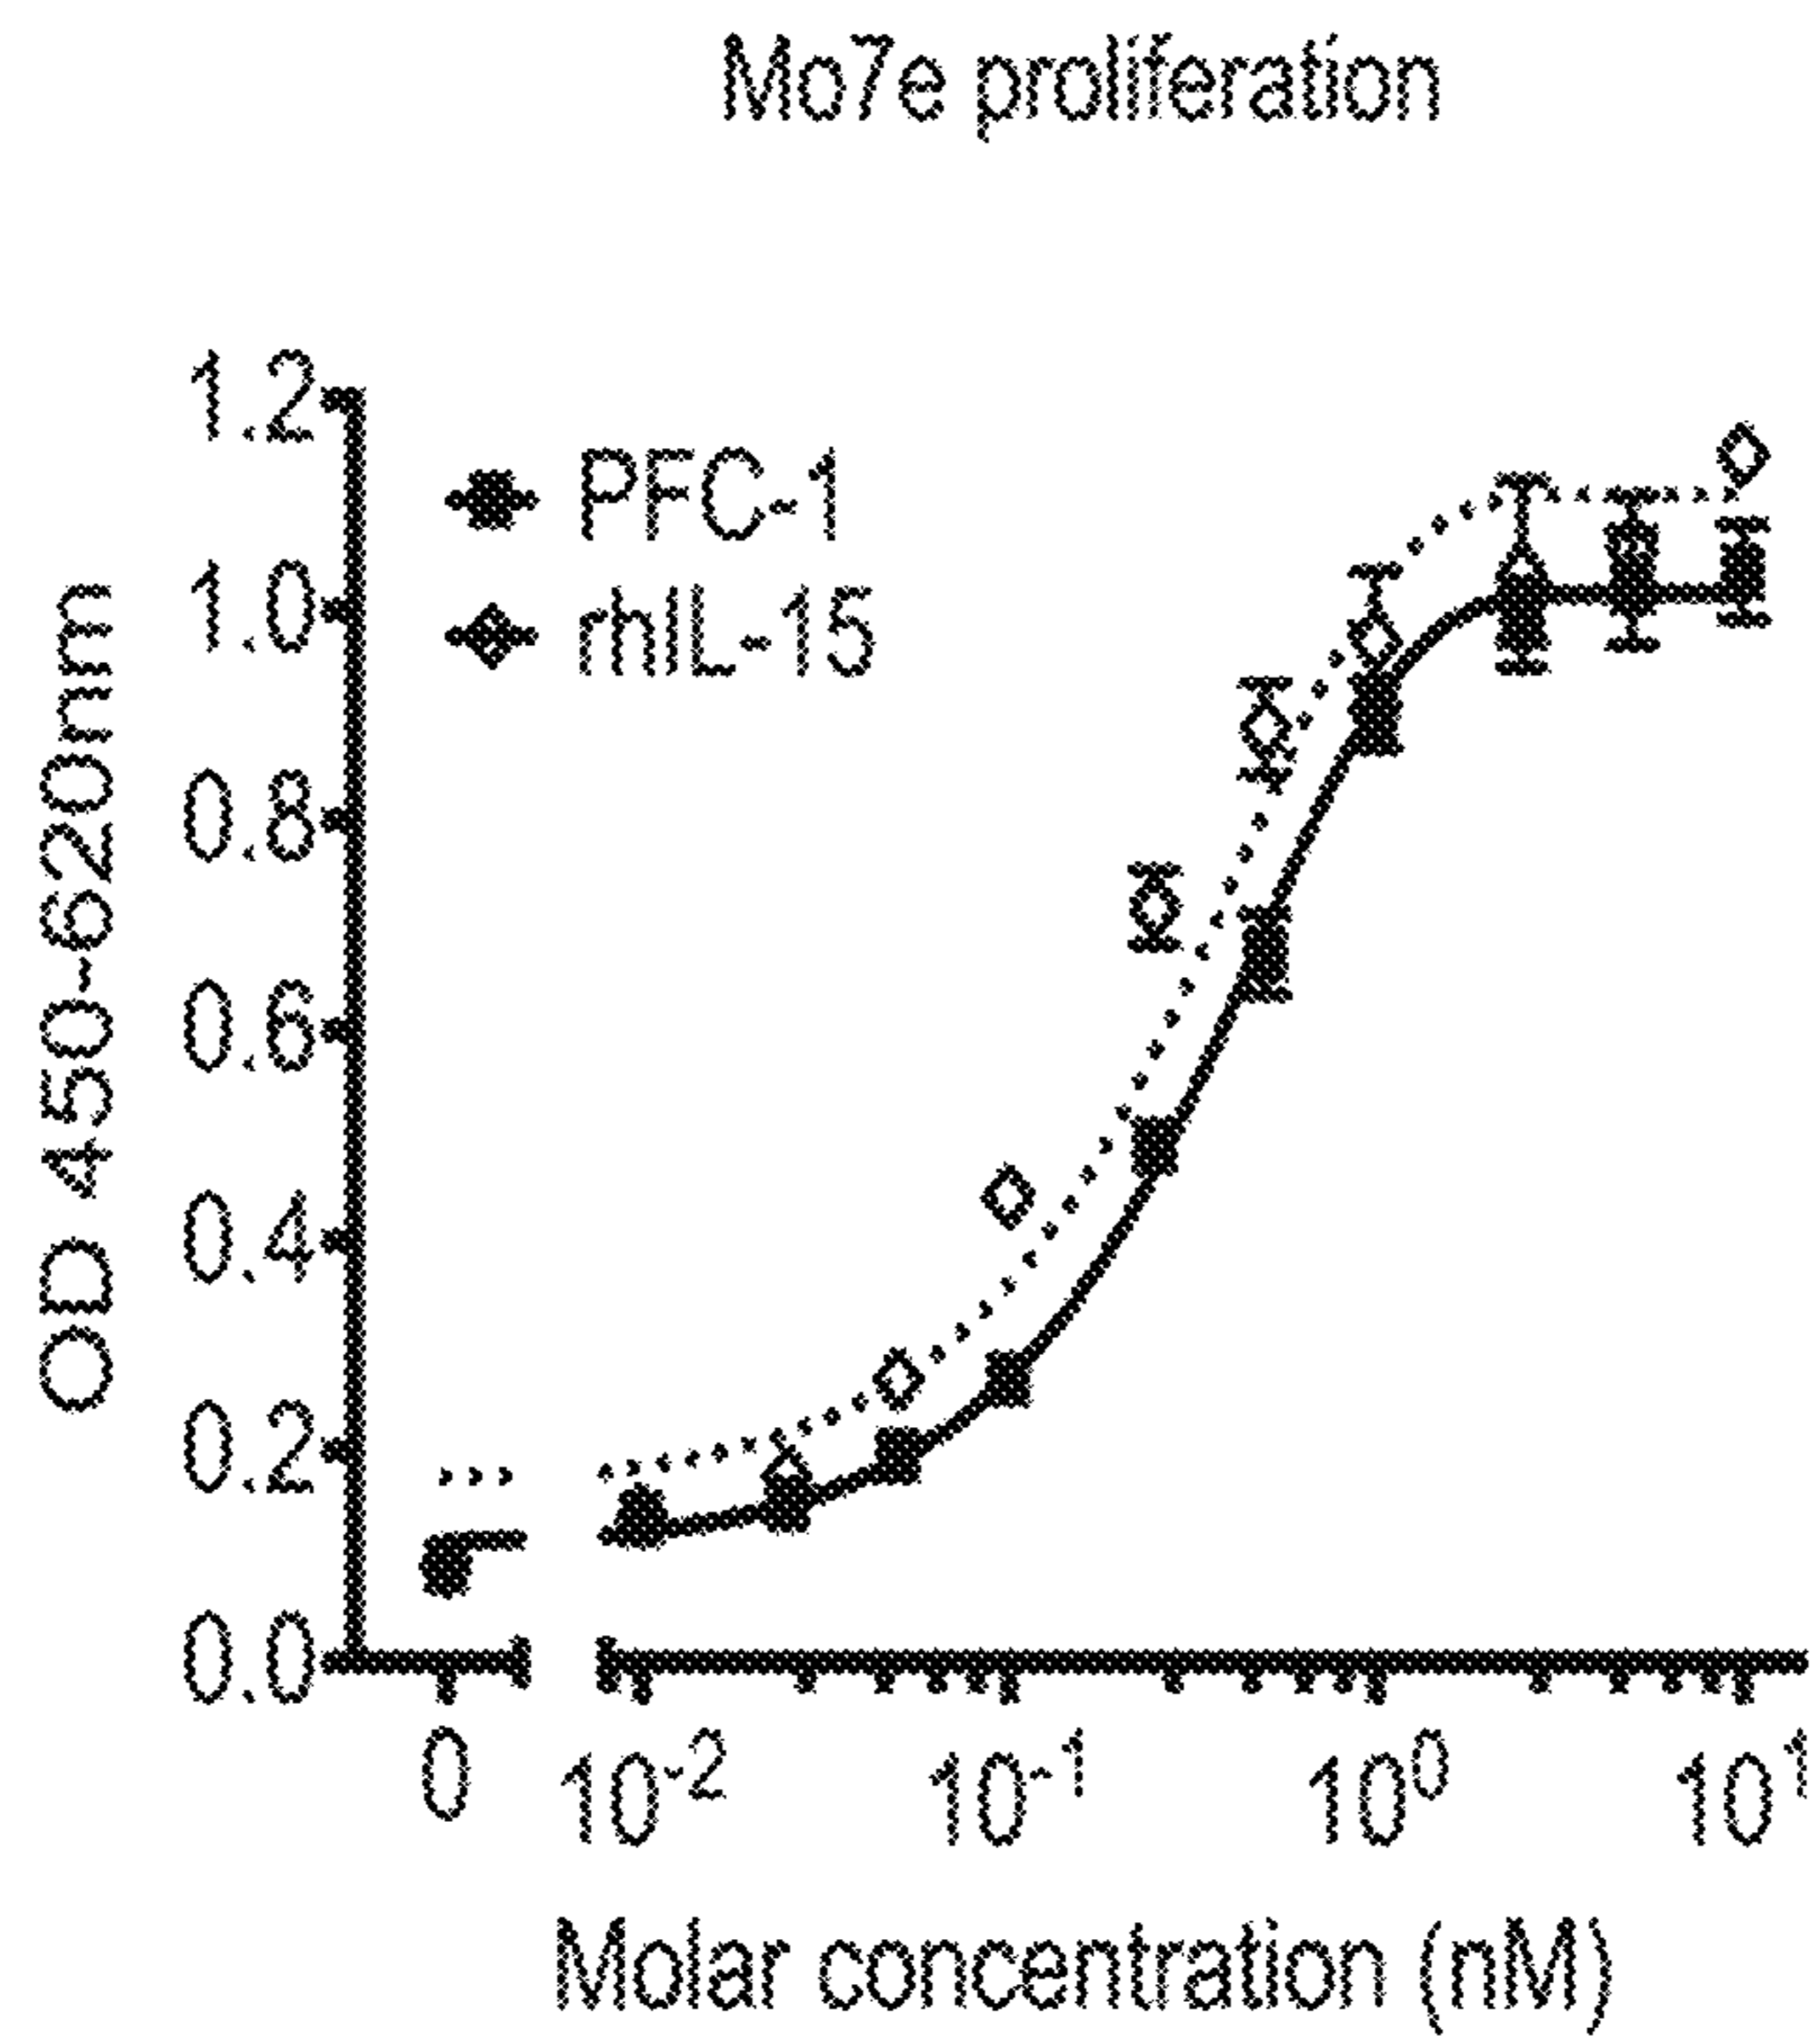 Mo7e proliferation
1.2
1.0
0.8
0.6
0.4
0.2
0.0
OD 450-620nm
PFC-1
rhIL-15
0
10⁻²
10⁻¹
10⁰
10¹
Molar concentration (nM)